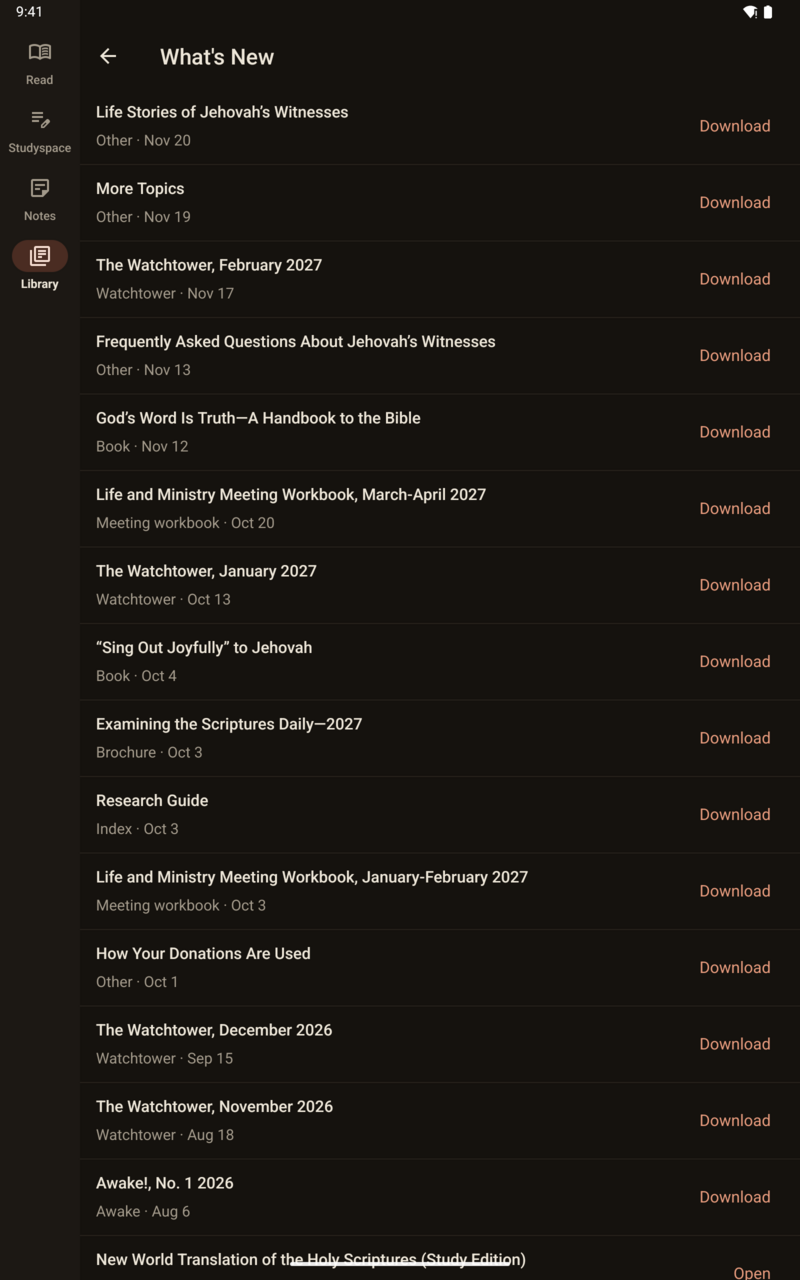 9:41
Read
Studyspace
Notes
Library
What's New
Life Stories of Jehovah’s Witnesses
Other · Nov 20
Download
More Topics
Other · Nov 19
Download
The Watchtower, February 2027
Watchtower · Nov 17
Download
Frequently Asked Questions About Jehovah’s Witnesses
Other · Nov 13
Download
God’s Word Is Truth—A Handbook to the Bible
Book · Nov 12
Download
Life and Ministry Meeting Workbook, March-April 2027
Meeting workbook · Oct 20
Download
The Watchtower, January 2027
Watchtower · Oct 13
Download
“Sing Out Joyfully” to Jehovah
Book · Oct 4
Download
Examining the Scriptures Daily—2027
Brochure · Oct 3
Download
Research Guide
Index · Oct 3
Download
Life and Ministry Meeting Workbook, January-February 2027
Meeting workbook · Oct 3
Download
How Your Donations Are Used
Other · Oct 1
Download
The Watchtower, December 2026
Watchtower · Sep 15
Download
The Watchtower, November 2026
Watchtower · Aug 18
Download
Awake!, No. 1 2026
Awake · Aug 6
Download
New World Translation of the Holy Scriptures (Study Edition)
Open